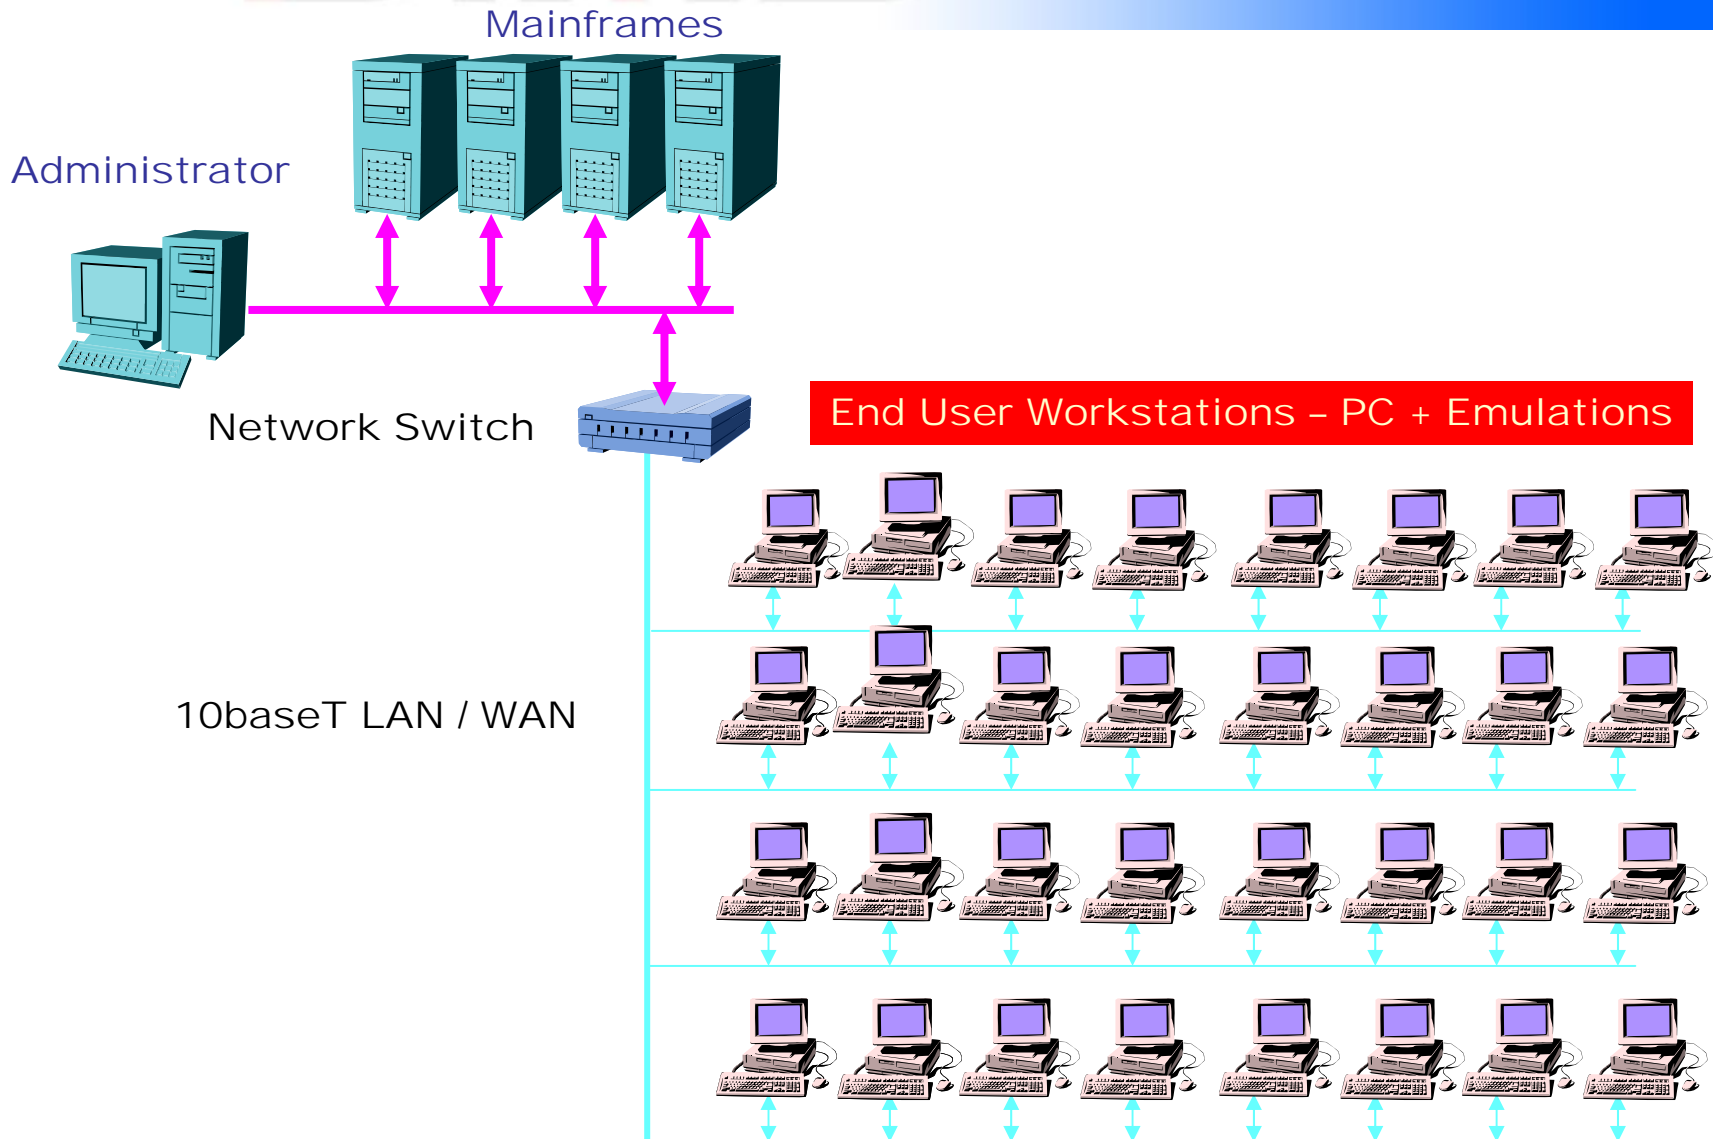 Mainframes
Administrator
Network Switch
End User Workstations – PC + Emulations
10baseT LAN / WAN